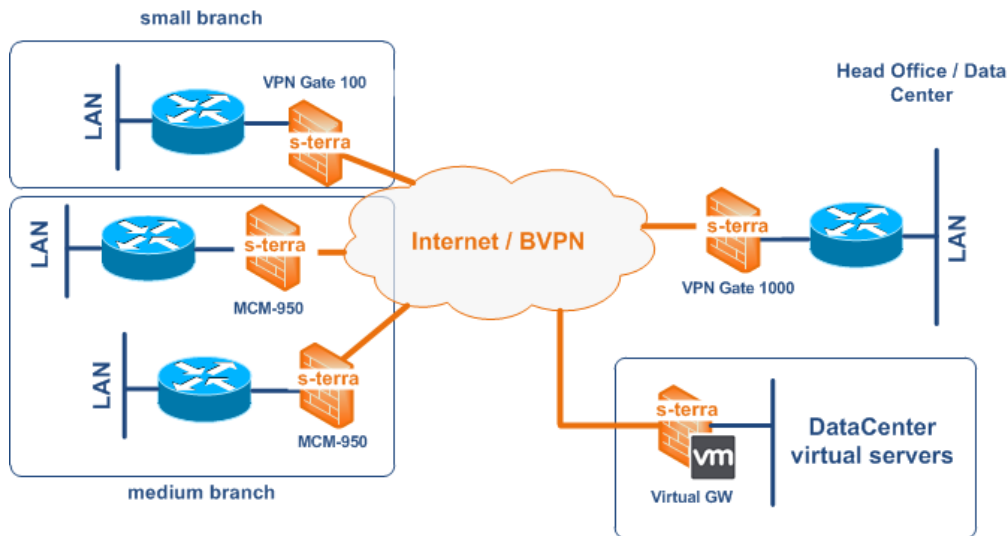 small branch
VPN Gate 100
LAN
s-terra
LAN
s-terra
MCM-950
LAN
s-terra
MCM-950
medium branch
Internet / BVPN
Head Office / Data
Center
s-terra
VPN Gate 1000
LAN
s-terra
vm
Virtual GW
DataCenter
virtual servers